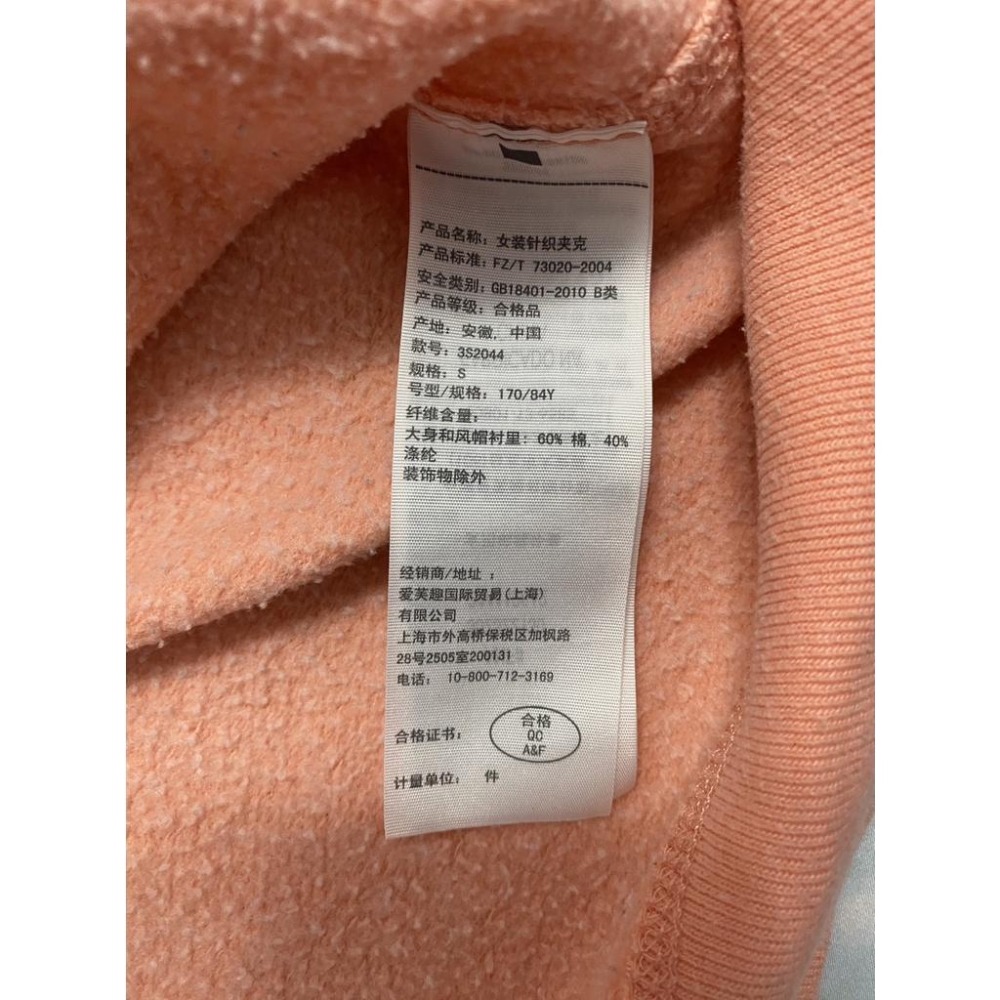 产品名称：女装针织夹克
产品标准：FZ/T 73020-2004
安全类别：GB18401-2010 B类
产品等级：合格品
产地：安徽，中国
款号：3S2044
规格：S
号型/规格：170/84Y
纤维含量：
大身和风帽衬里：60% 棉，40%
涤纶
装饰物除外
经销商/地址 ：
爱芙趣国际贸易(上海)
有限公司
上海市外高桥保税区加枫路
28号2505室200131
电话： 10-800-712-3169
合格证书：
合格
QC
A&F
计量单位： 件